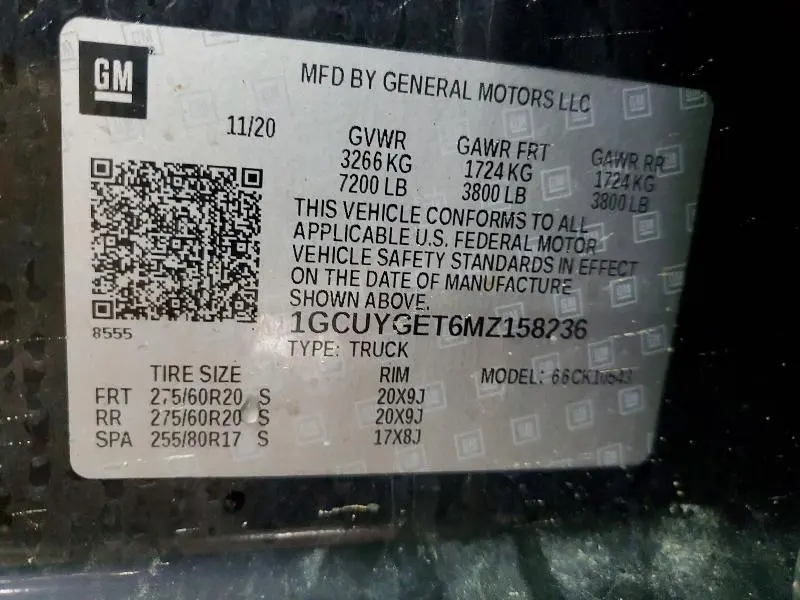 GM
MFD BY GENERAL MOTORS LLC
11/20
GVWR
3266 KG
7200 LB
GAWR FRT
1724 KG
3800 LB
GAWR RR
1724 KG
3800 LB
THIS VEHICLE CONFORMS TO ALL
APPLICABLE U.S. FEDERAL MOTOR
VEHICLE SAFETY STANDARDS IN EFFECT
ON THE DATE OF MANUFACTURE
SHOWN ABOVE.
8555
1GCUYGET6MZ158236
TYPE: TRUCK
TIRE SIZE RIM MODEL: 66CK10543
FRT 275/60R20 S 20X9J
RR 275/60R20 S 20X9J
SPA 255/80R17 S 17X8J